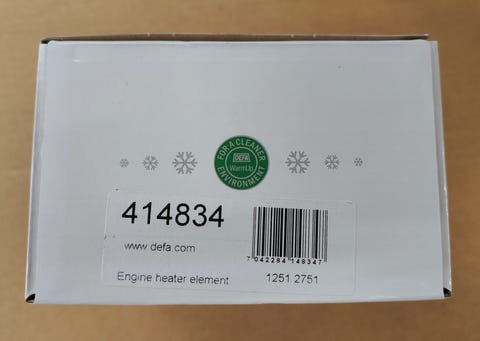 FOR A CLEANER
DEFA
WarmUp
ENVIRONMENT
414834
www.defa.com
7 042284 148347
Engine heater element 1251 2751